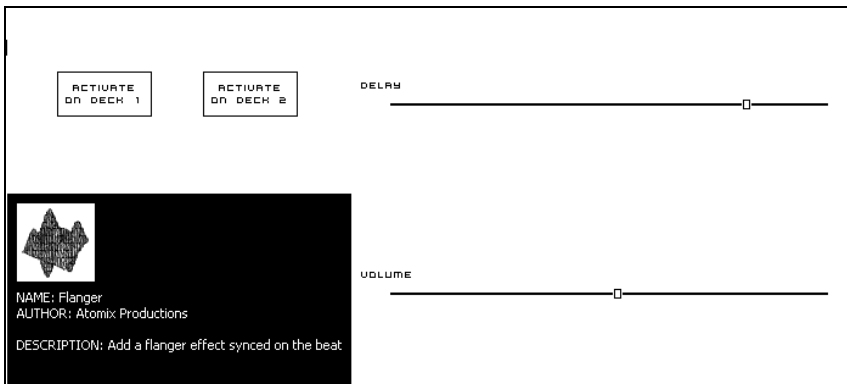 ACTIVATE
ON DECK 1
ACTIVATE
ON DECK 2
DELAY
NAME: Flanger
AUTHOR: Atomix Productions
DESCRIPTION: Add a flanger effect synced on the beat
VOLUME